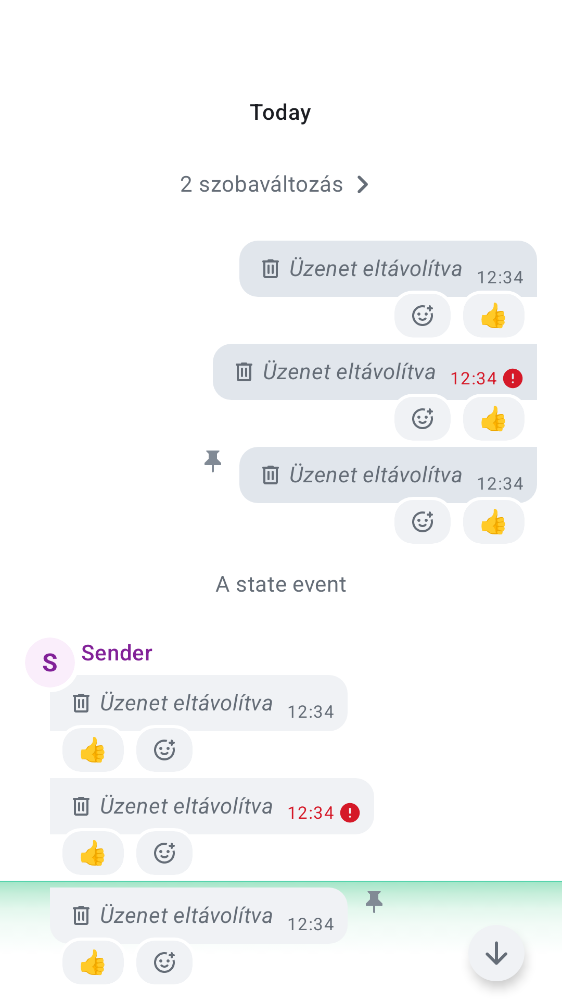 Today
2 szobaváltozás
Üzenet eltávolítva 12:34
👍
Üzenet eltávolítva 12:34
👍
Üzenet eltávolítva 12:34
👍
A state event
S Sender
Üzenet eltávolítva 12:34
👍
Üzenet eltávolítva 12:34
👍
Üzenet eltávolítva 12:34
👍